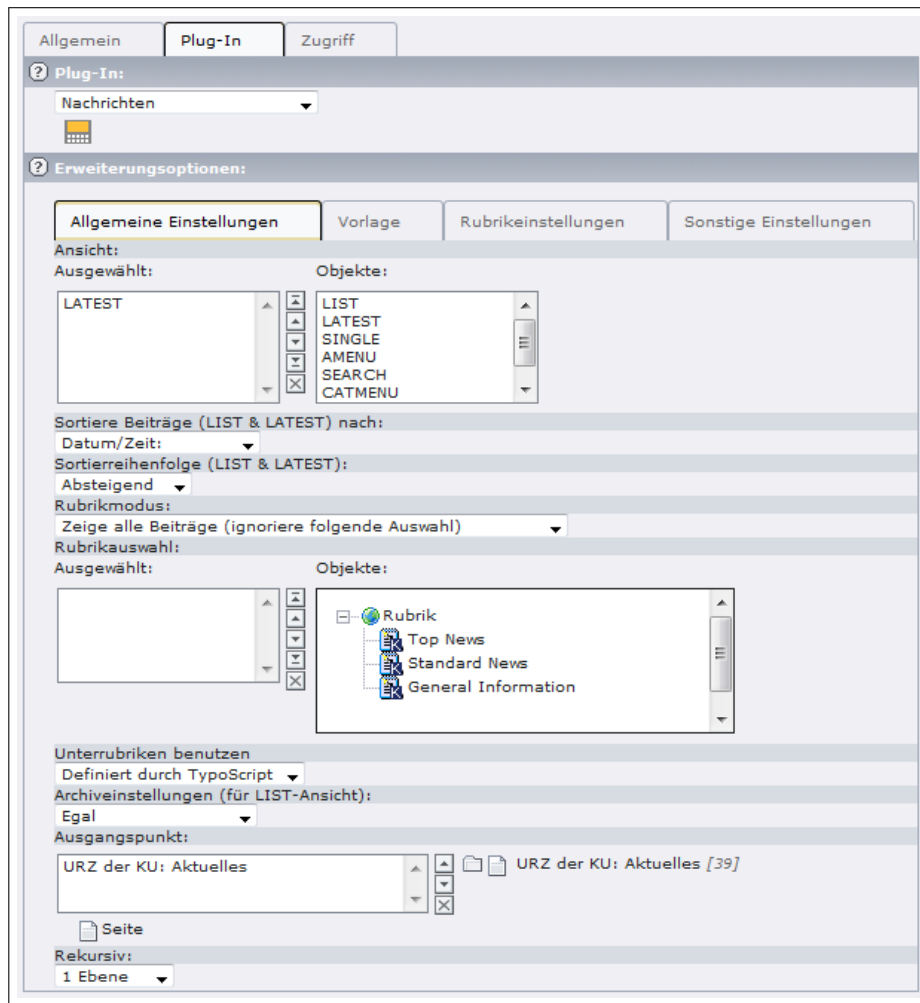 Allgemein Plug-In Zugriff
Plug-In:
Nachrichten
Erweiterungsoptionen:
Allgemeine Einstellungen Vorlage Rubrikeinstellungen Sonstige Einstellungen
Ansicht:
Ausgewählt: Objekte:
LATEST LIST
LATEST
SINGLE
AMENU
SEARCH
CATMENU
Sortiere Beiträge (LIST & LATEST) nach:
Datum/Zeit:
Sortierreihenfolge (LIST & LATEST):
Absteigend
Rubrikmodus:
Zeige alle Beiträge (ignoriere folgende Auswahl)
Rubrikauswahl:
Ausgewählt: Objekte:
Rubrik
Top News
Standard News
General Information
Unterrubriken benutzen
Definiert durch TypoScript
Archiveinstellungen (für LIST-Ansicht):
Egal
Ausgangspunkt:
URZ der KU: Aktuelles URZ der KU: Aktuelles [39]
Seite
Rekursiv:
1 Ebene